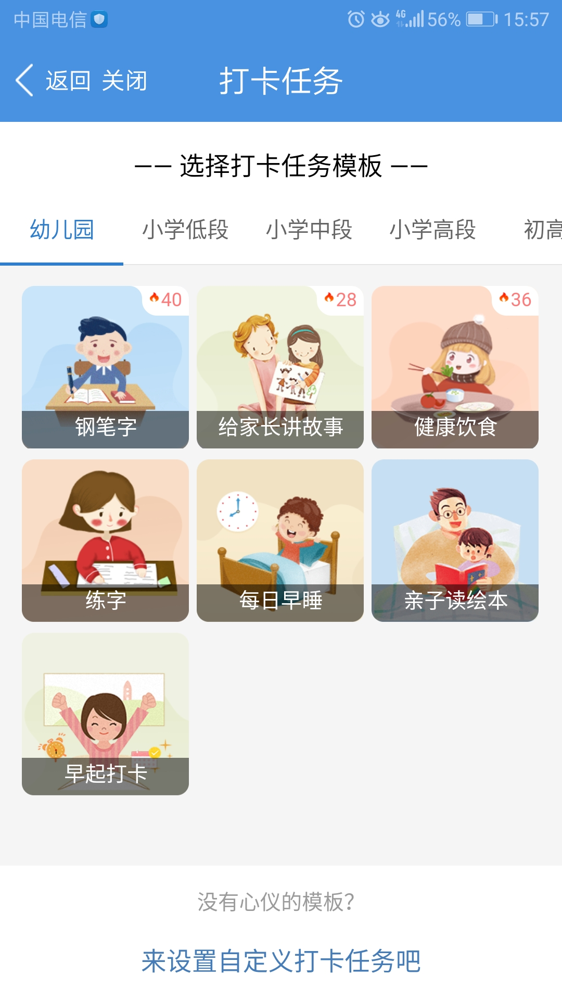 中国电信 4G 56% 15:57
返回 关闭 打卡任务
—— 选择打卡任务模板 ——
幼儿园 小学低段 小学中段 小学高段 初高
40 28 36
钢笔字 给家长讲故事 健康饮食
练字 每日早睡 亲子读绘本
早起打卡
没有心仪的模板？
来设置自定义打卡任务吧